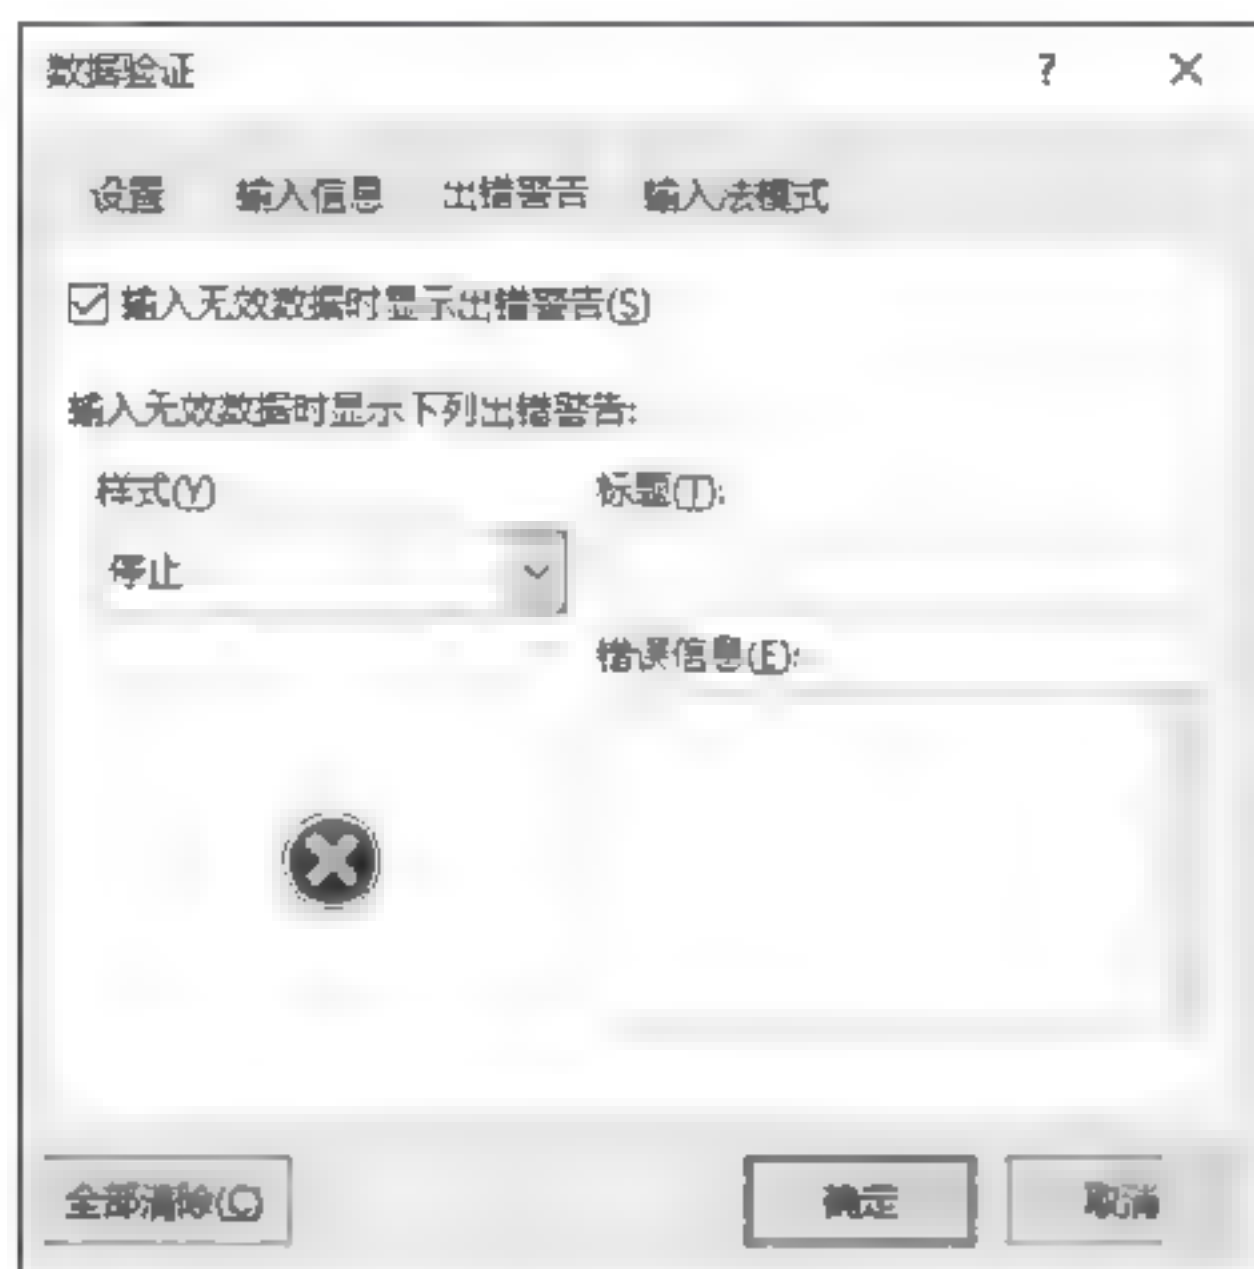 数据验证 ? ×
设置 输入信息 出错警告 输入法模式
输入无效数据时显示出错警告(S)
输入无效数据时显示下列出错警告:
样式(Y) 标题(T):
停止
错误信息(E):
全部清除(C) 确定 取消